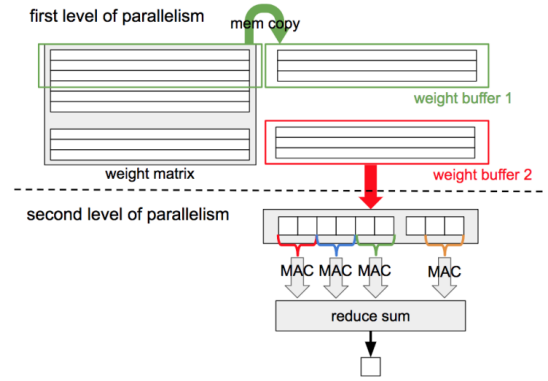 first level of parallelism
mem copy
weight buffer 1
weight matrix
weight buffer 2
second level of parallelism
MAC MAC MAC MAC
reduce sum